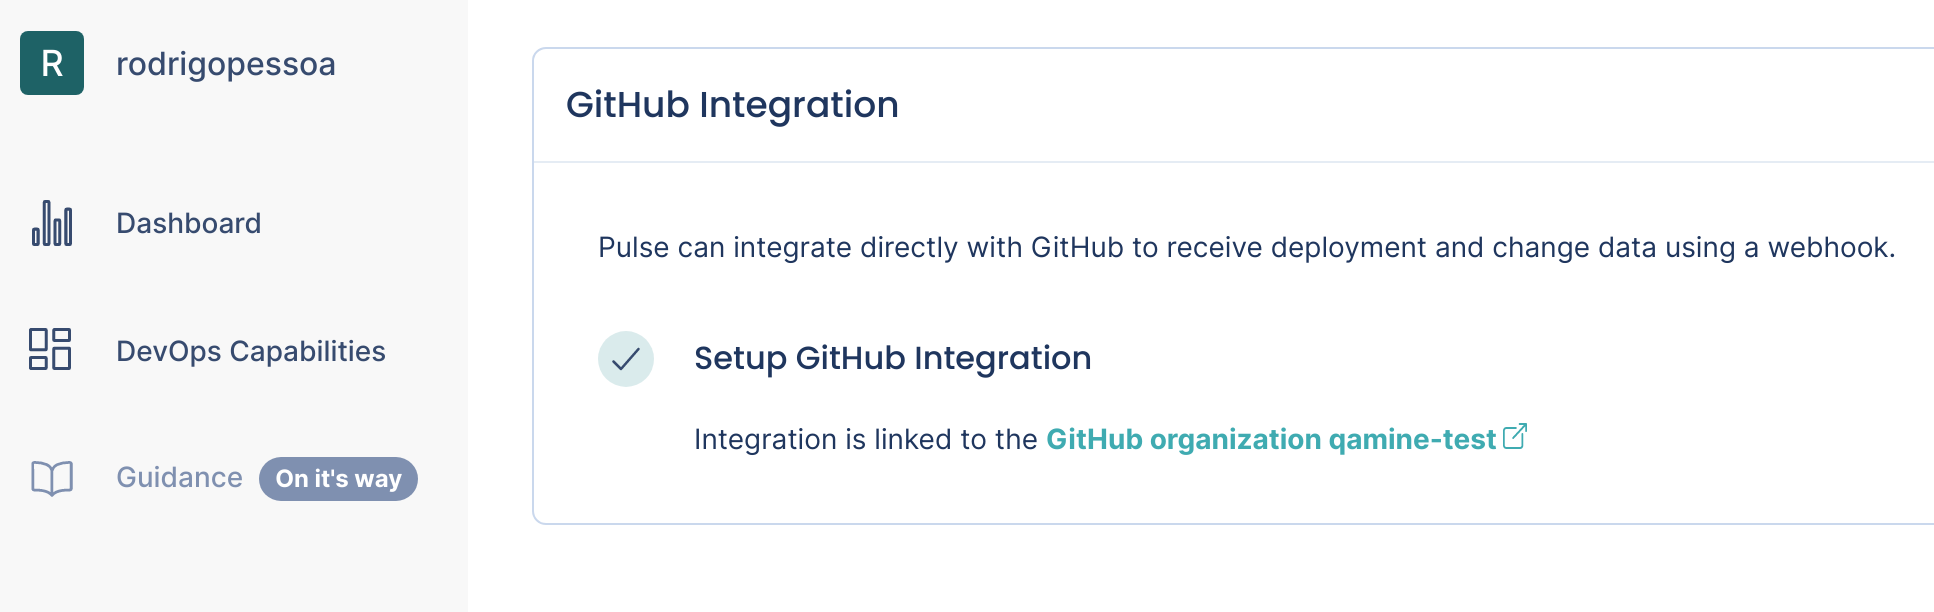 R
rodrigopessoa
Dashboard
DevOps Capabilities
Guidance On it's way
GitHub Integration
Pulse can integrate directly with GitHub to receive deployment and change data using a webhook.
Setup GitHub Integration
Integration is linked to the GitHub organization qamine-test